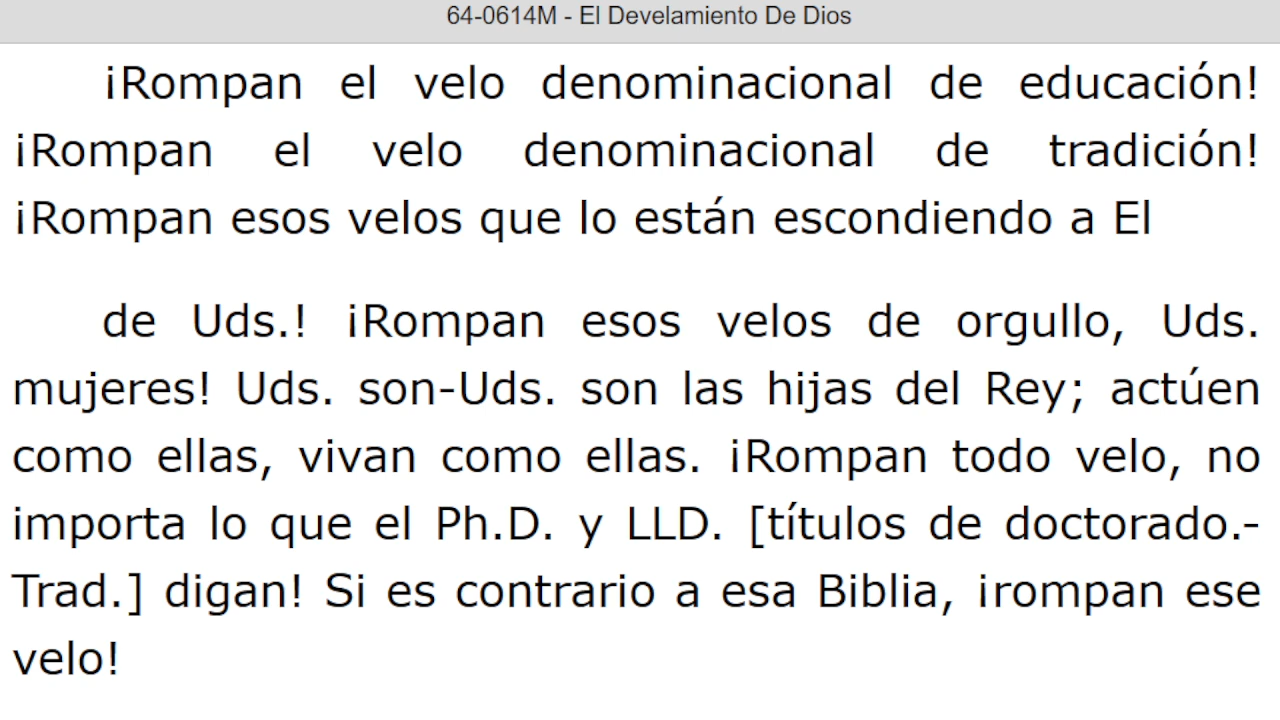 64-0614M - El Develamiento De Dios
¡Rompan el velo denominacional de educación!
¡Rompan el velo denominacional de tradición!
¡Rompan esos velos que lo están escondiendo a El
de Uds.! ¡Rompan esos velos de orgullo, Uds.
mujeres! Uds. son-Uds. son las hijas del Rey; actúen
como ellas, vivan como ellas. ¡Rompan todo velo, no
importa lo que el Ph.D. y LLD. [títulos de doctorado.-
Trad.] digan! Si es contrario a esa Biblia, ¡rompan ese
velo!